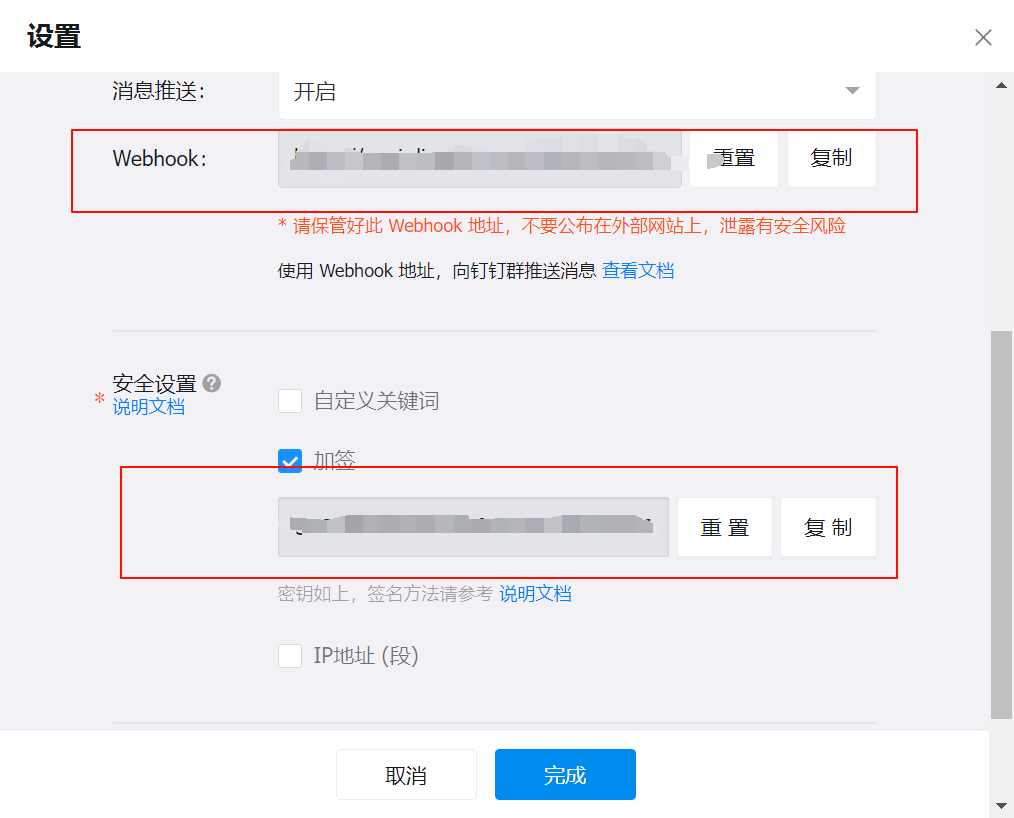 设置
消息推送： 开启
Webhook： 重置 复制
* 请保管好此 Webhook 地址，不要公布在外部网站上，泄露有安全风险
使用 Webhook 地址，向钉钉群推送消息 查看文档
安全设置 ?
* 说明文档
自定义关键词
加签
重 置 复 制
密钥如上，签名方法请参考 说明文档
IP地址 (段)
取消 完成